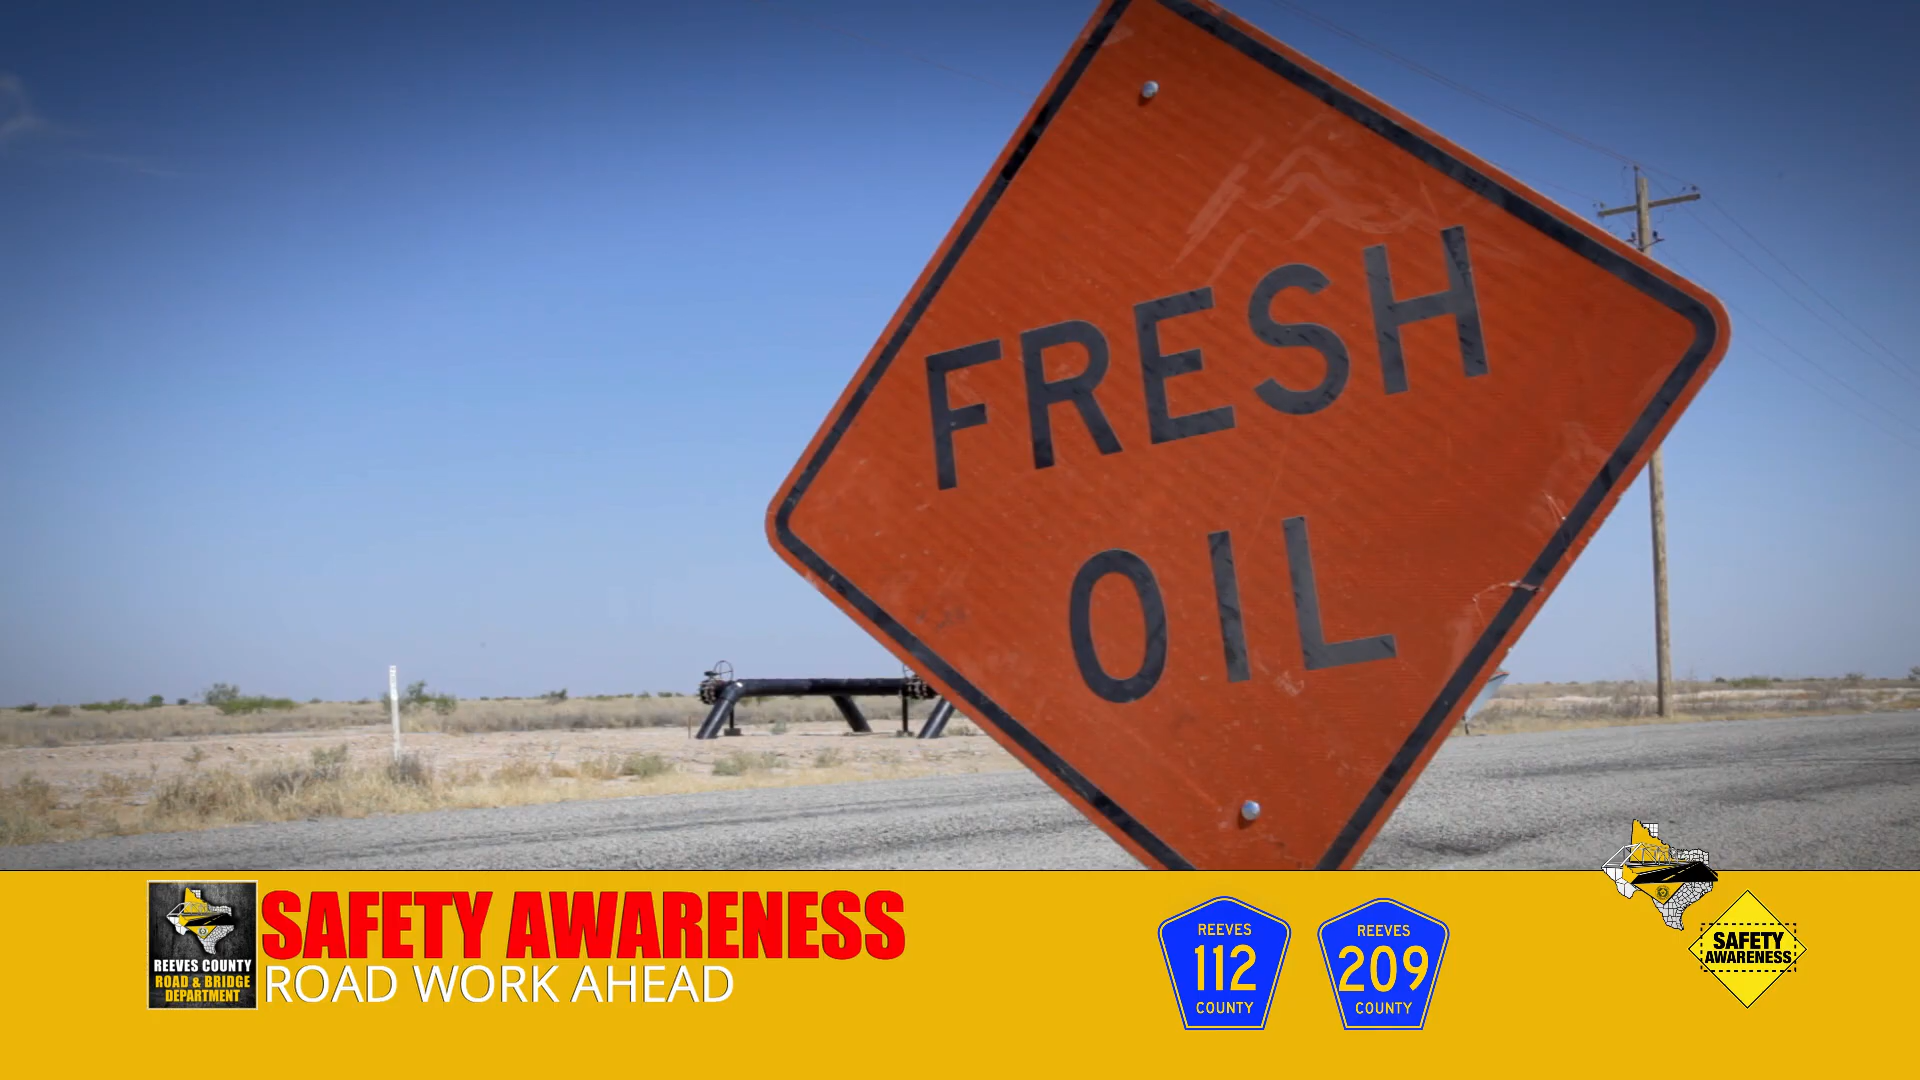 FRESH
OIL
SAFETY AWARENESS
ROAD WORK AHEAD
REEVES COUNTY
ROAD & BRIDGE
DEPARTMENT
REEVES
112
COUNTY
REEVES
209
COUNTY
SAFETY
AWARENESS